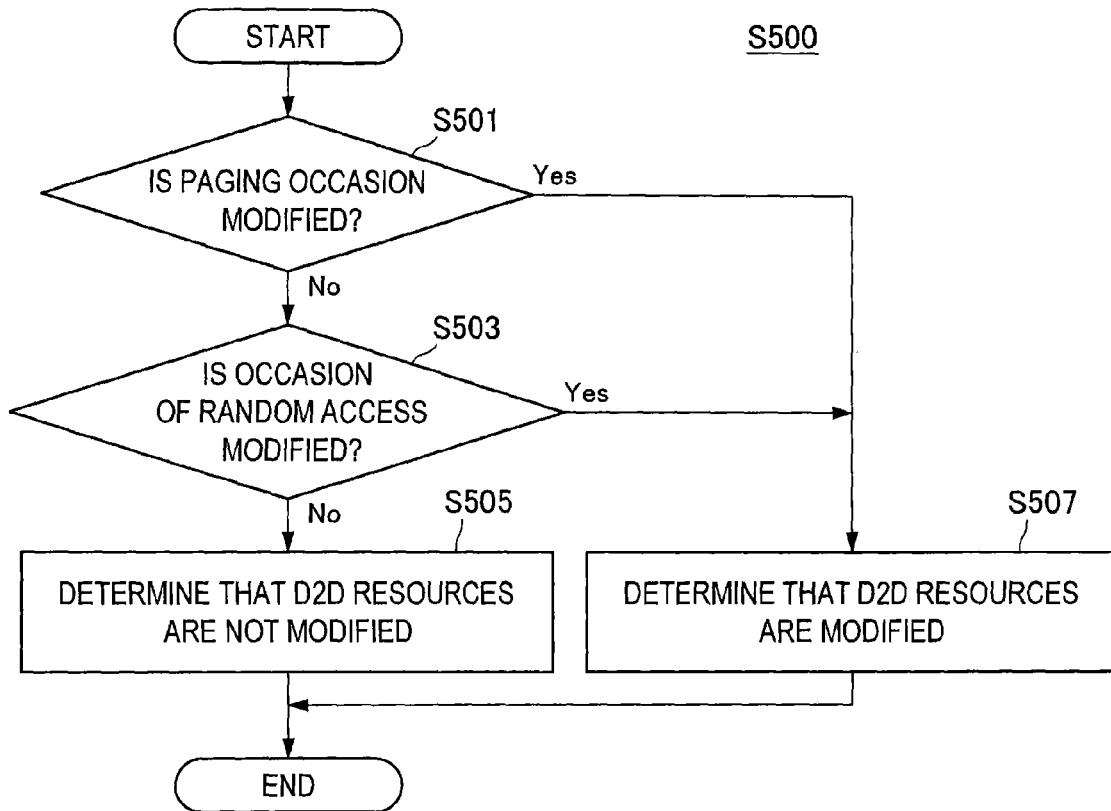 START
S500
S501
IS PAGING OCCASION
MODIFIED?
Yes
No
S503
IS OCCASION
OF RANDOM ACCESS
MODIFIED?
Yes
No
S505
DETERMINE THAT D2D RESOURCES
ARE NOT MODIFIED
S507
DETERMINE THAT D2D RESOURCES
ARE MODIFIED
END